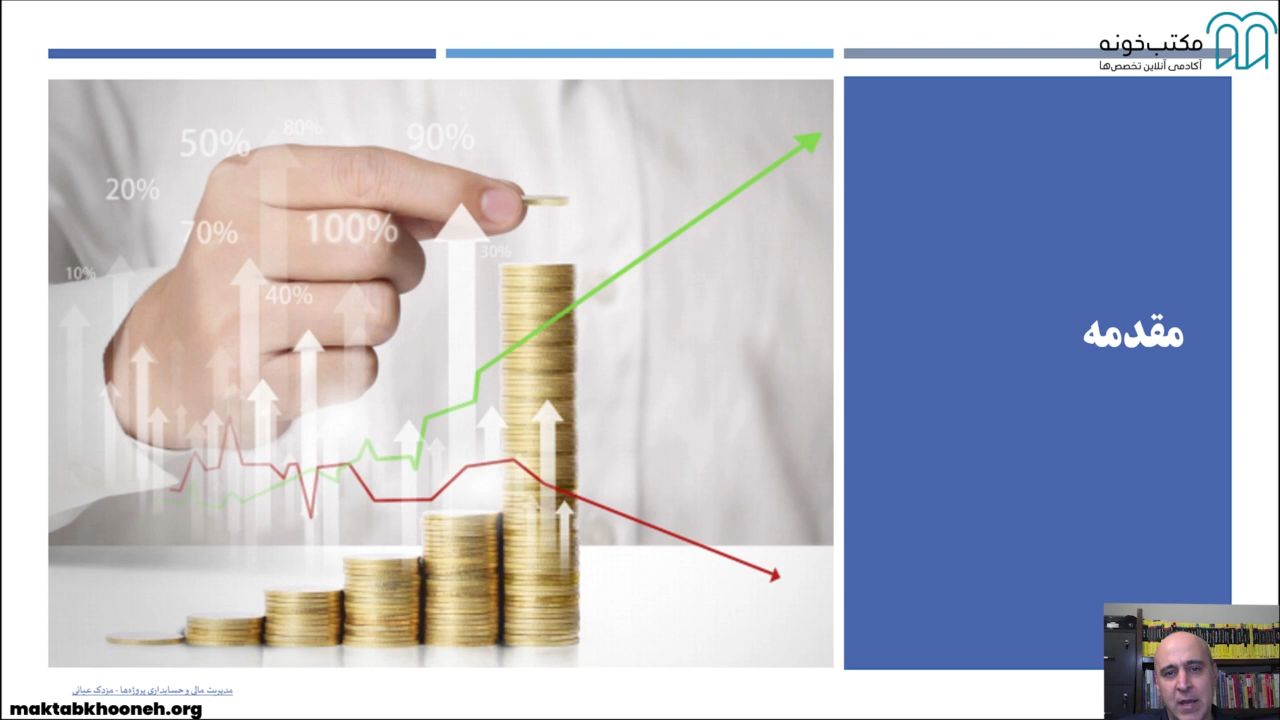 مکتب‌خونه
آکادمی آنلاین تخصص‌ها
مقدمه
50%
80%
90%
20%
70%
100%
30%
10%
40%
مدیریت مالی و حسابداری پروژه‌ها - مزدک عبائی
maktabkhooneh.org